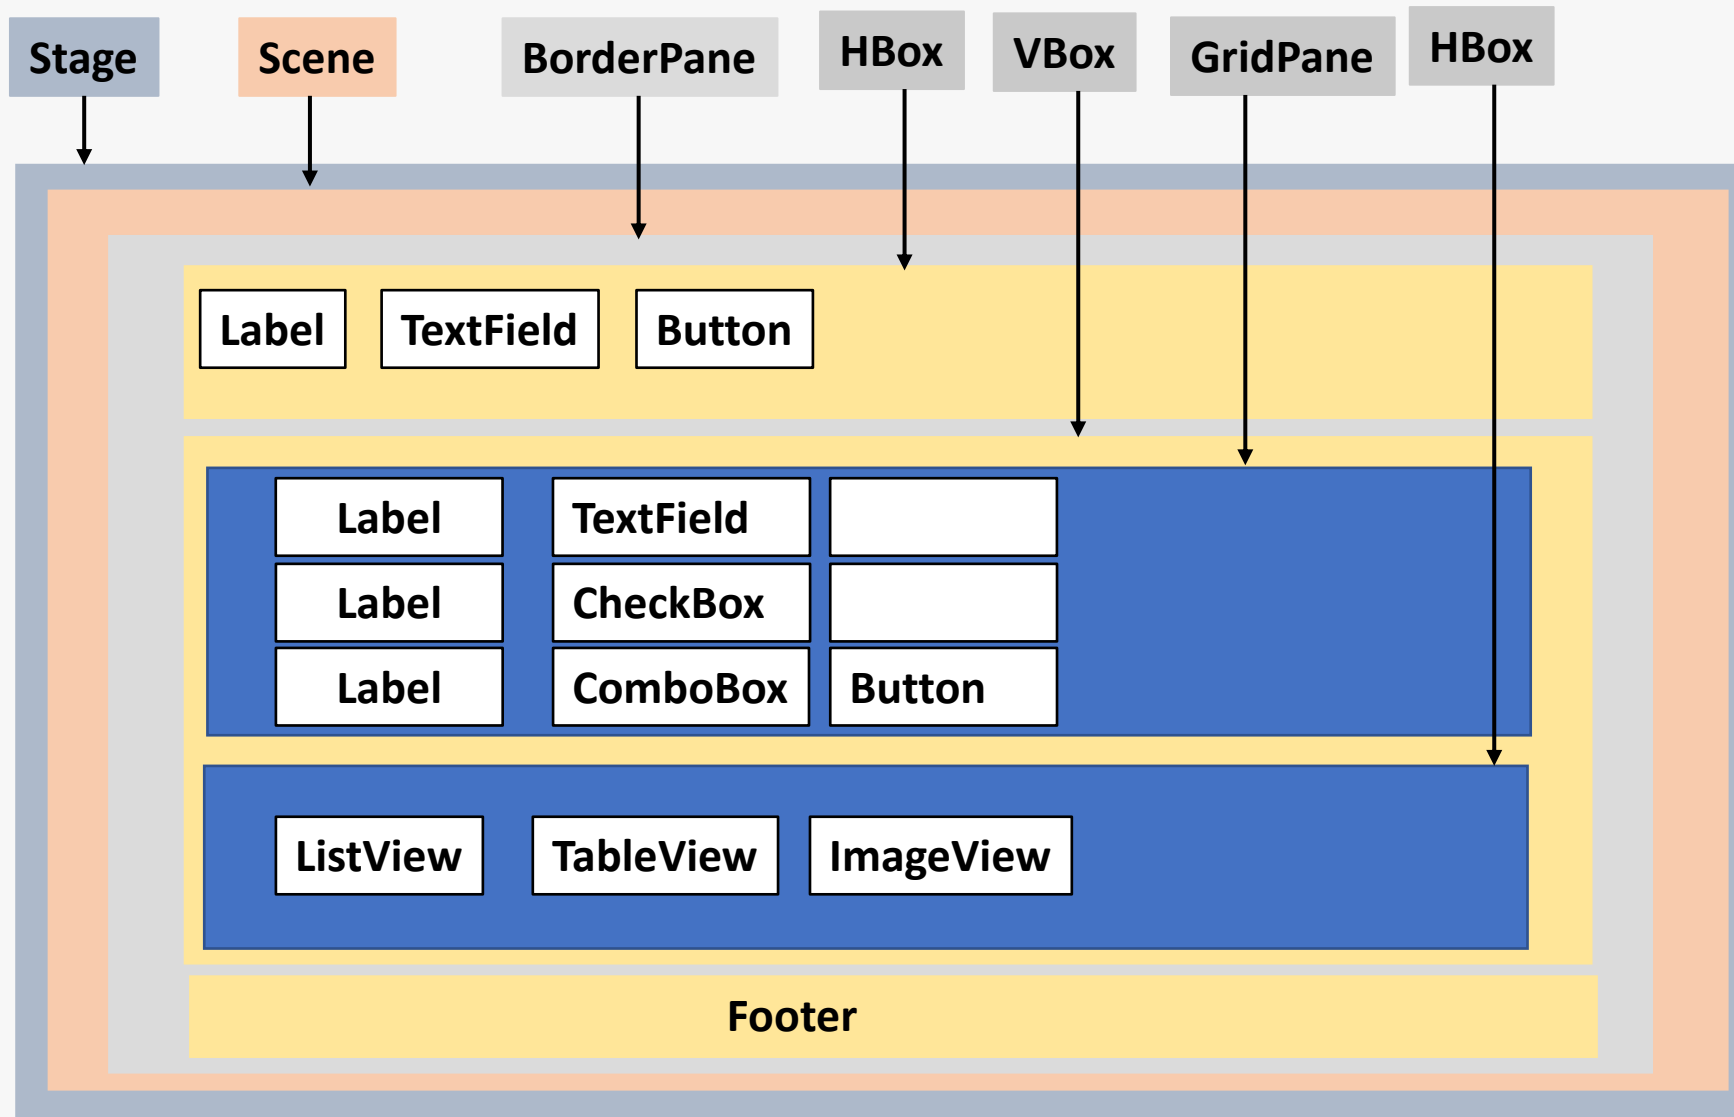 Stage Scene BorderPane HBox VBox GridPane HBox
Label TextField Button
Label TextField
Label CheckBox
Label ComboBox Button
ListView TableView ImageView
Footer